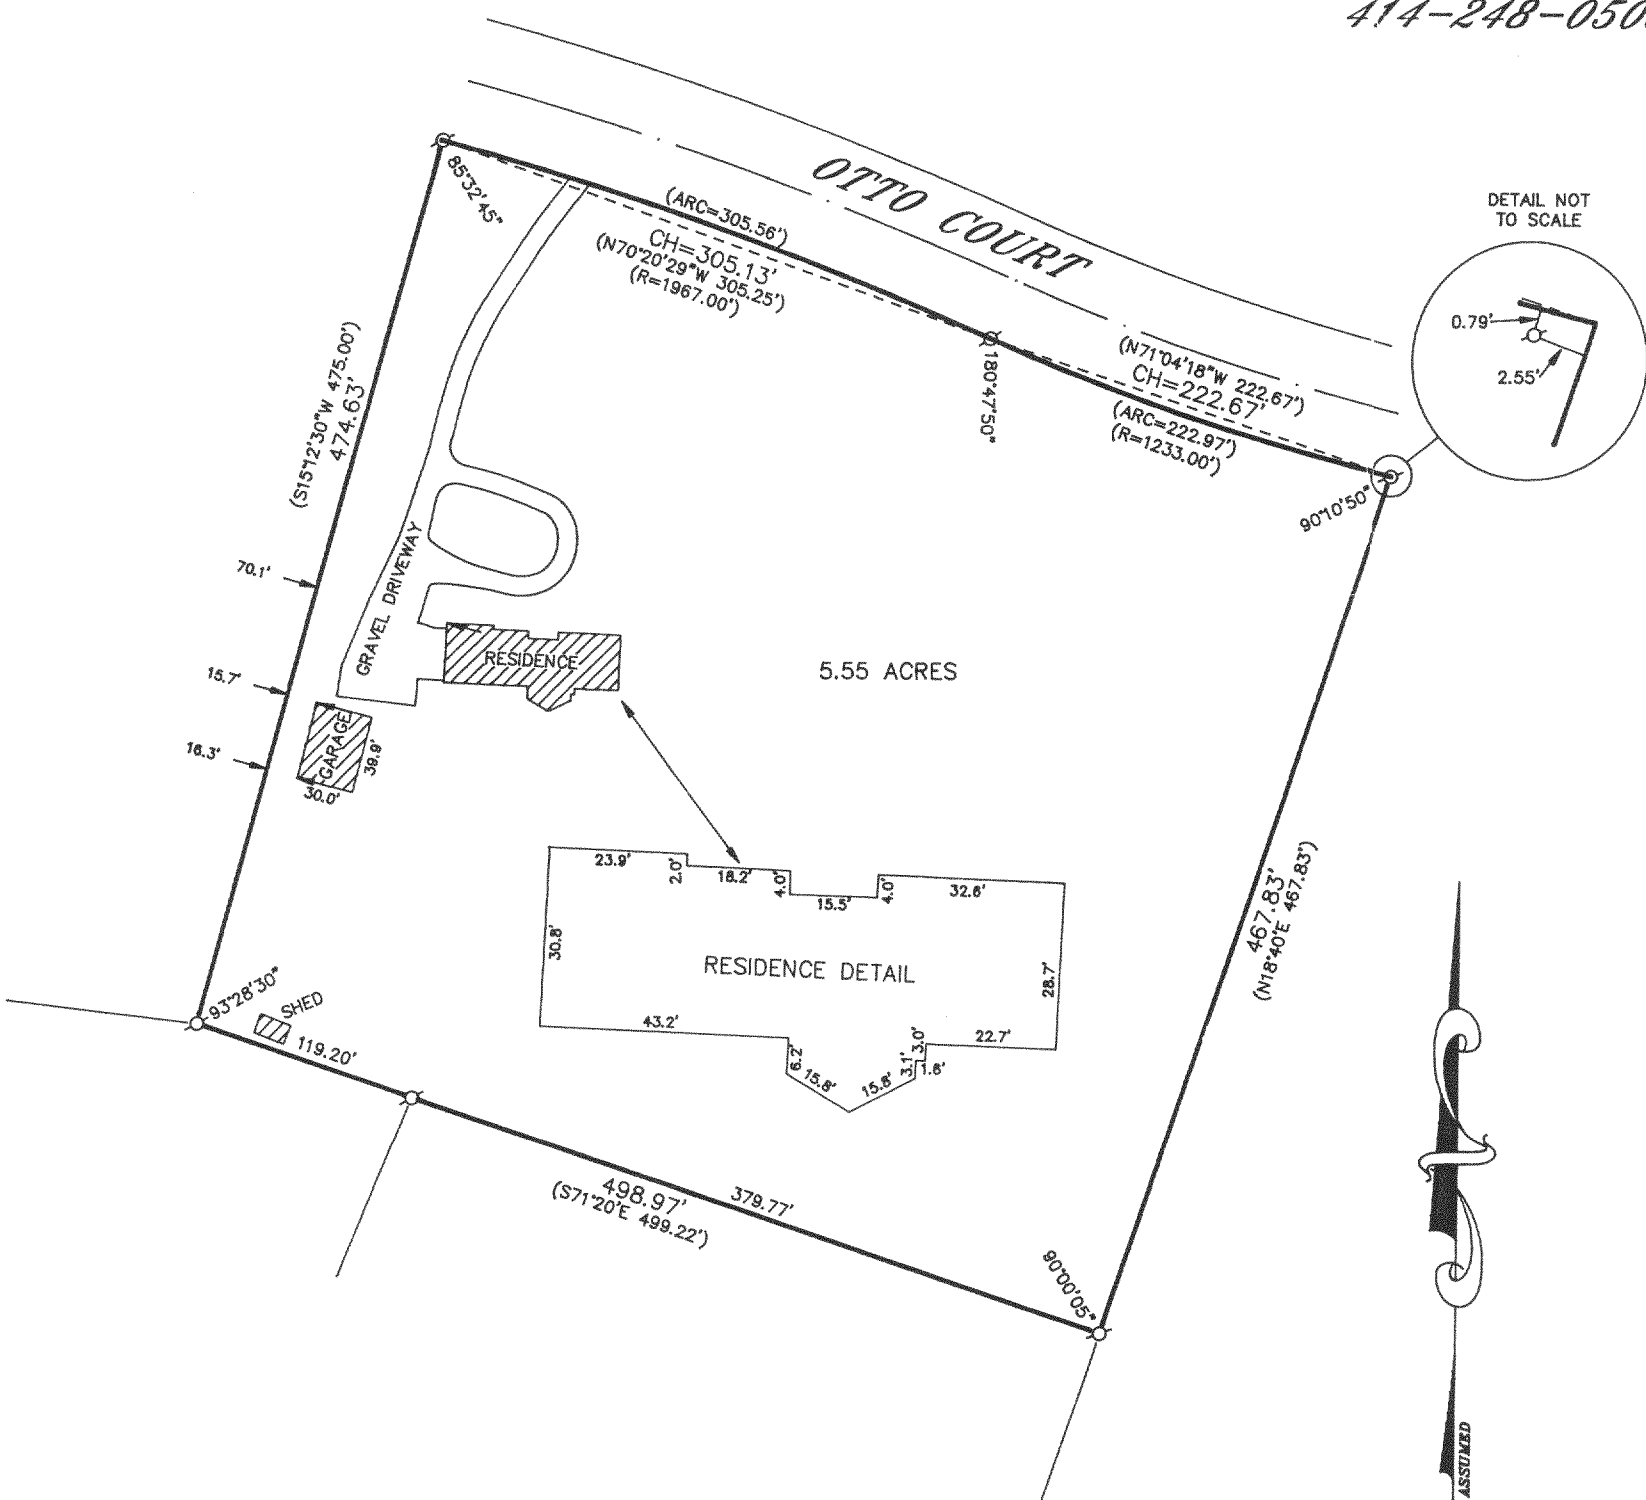 414-248-050
OTTO COURT
DETAIL NOT
TO SCALE
0.79'
2.55'
85°32'45"
(ARC=305.56')
CH=305.13'
(N70°20'29"W 305.25')
(R=1967.00')
180°47'50"
(N71°04'18"W 222.67')
CH=222.67'
(ARC=222.97')
(R=1233.00')
90°10'50"
(S15°12'30"W 475.00')
474.63'
70.1'
15.7'
16.3'
GRAVEL DRIVEWAY
RESIDENCE
GARAGE
39.9'
30.0'
5.55 ACRES
23.9'
2.0'
18.2'
4.0'
15.5'
4.0'
32.6'
30.8'
RESIDENCE DETAIL
28.7'
43.2'
6.2'
15.8'
15.8'
3.1'
3.0'
1.6'
22.7'
467.83'
(N18°40'E 467.83')
93°28'30"
SHED
119.20'
498.97'
(S71°20'E 499.22')
379.77'
90°00'05"
ASSUMED